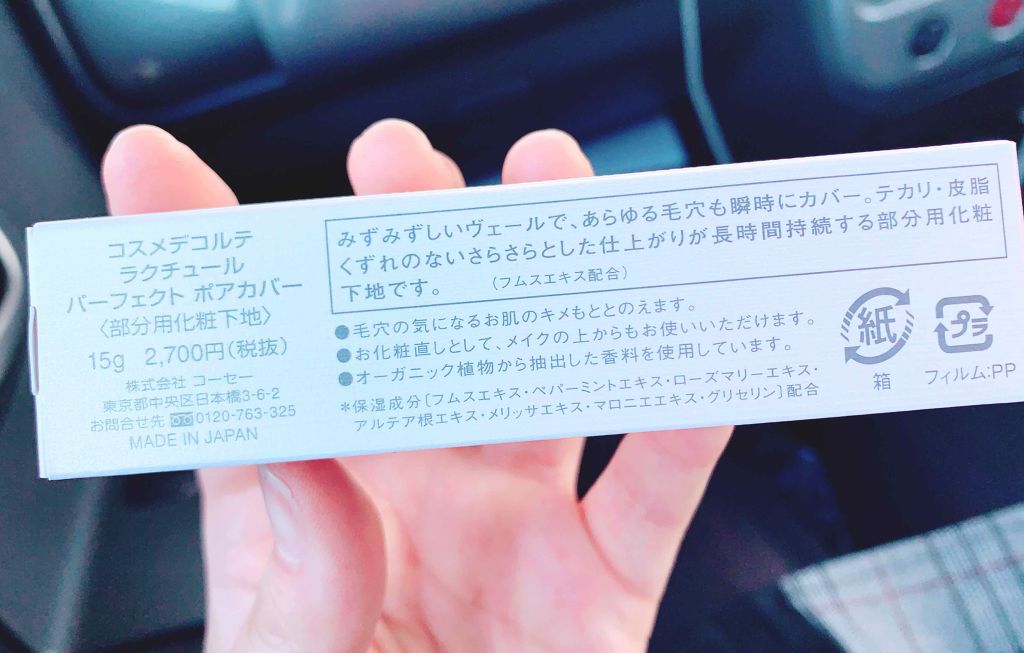 コスメデコルテ
ラクチュール
パーフェクト ポアカバー
〈部分用化粧下地〉
15g 2,700円(税抜)
株式会社 コーセー
東京都中央区日本橋3-6-2
お問合せ先 0120-763-325
MADE IN JAPAN
みずみずしいヴェールで、あらゆる毛穴も瞬時にカバー。テカリ・皮脂
くずれのないさらさらとした仕上がりが長時間持続する部分用化粧
下地です。 (フムスエキス配合)
●毛穴の気になるお肌のキメもととのえます。
●お化粧直しとして、メイクの上からもお使いいただけます。
●オーガニック植物から抽出した香料を使用しています。
*保湿成分〔フムスエキス・ペパーミントエキス・ローズマリーエキス・
アルテア根エキス・メリッサエキス・マロニエエキス・グリセリン〕配合
紙
箱
プラ
フィルム:PP